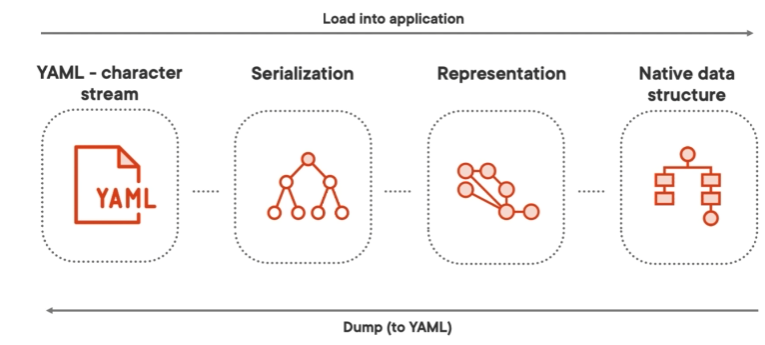 Load into application
YAML - character
stream
Serialization
Representation
Native data
structure
YAML
Dump (to YAML)